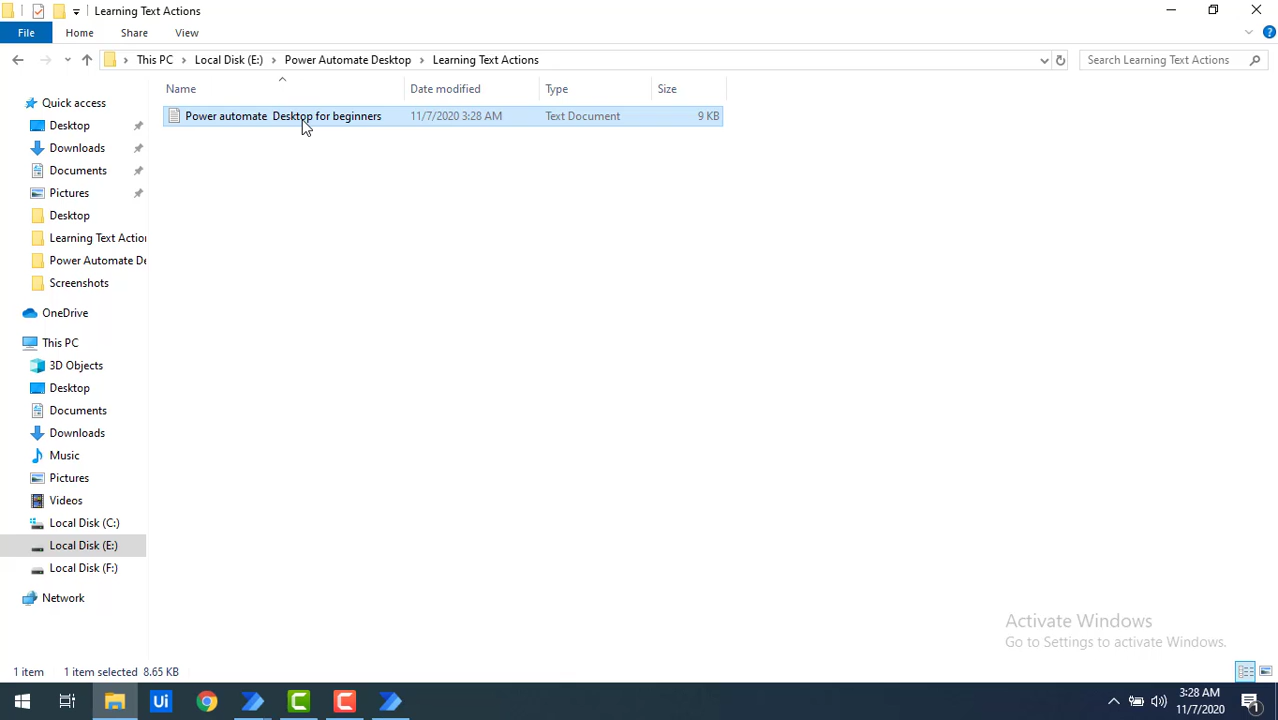 Learning Text Actions
File
Home
Share
View
This PC
Local Disk (E:)
Power Automate Desktop
Learning Text Actions
Search Learning Text Actions
Name
Date modified
Type
Size
Power automate  Desktop for beginners
11/7/2020 3:28 AM
Text Document
9 KB
Quick access
Desktop
Downloads
Documents
Pictures
Desktop
Learning Text Action
Power Automate De
Screenshots
OneDrive
This PC
3D Objects
Desktop
Documents
Downloads
Music
Pictures
Videos
Local Disk (C:)
Local Disk (E:)
Local Disk (F:)
Network
Activate Windows
Go to Settings to activate Windows.
1 item
1 item selected
8.65 KB
Ui
3:28 AM
11/7/2020
1